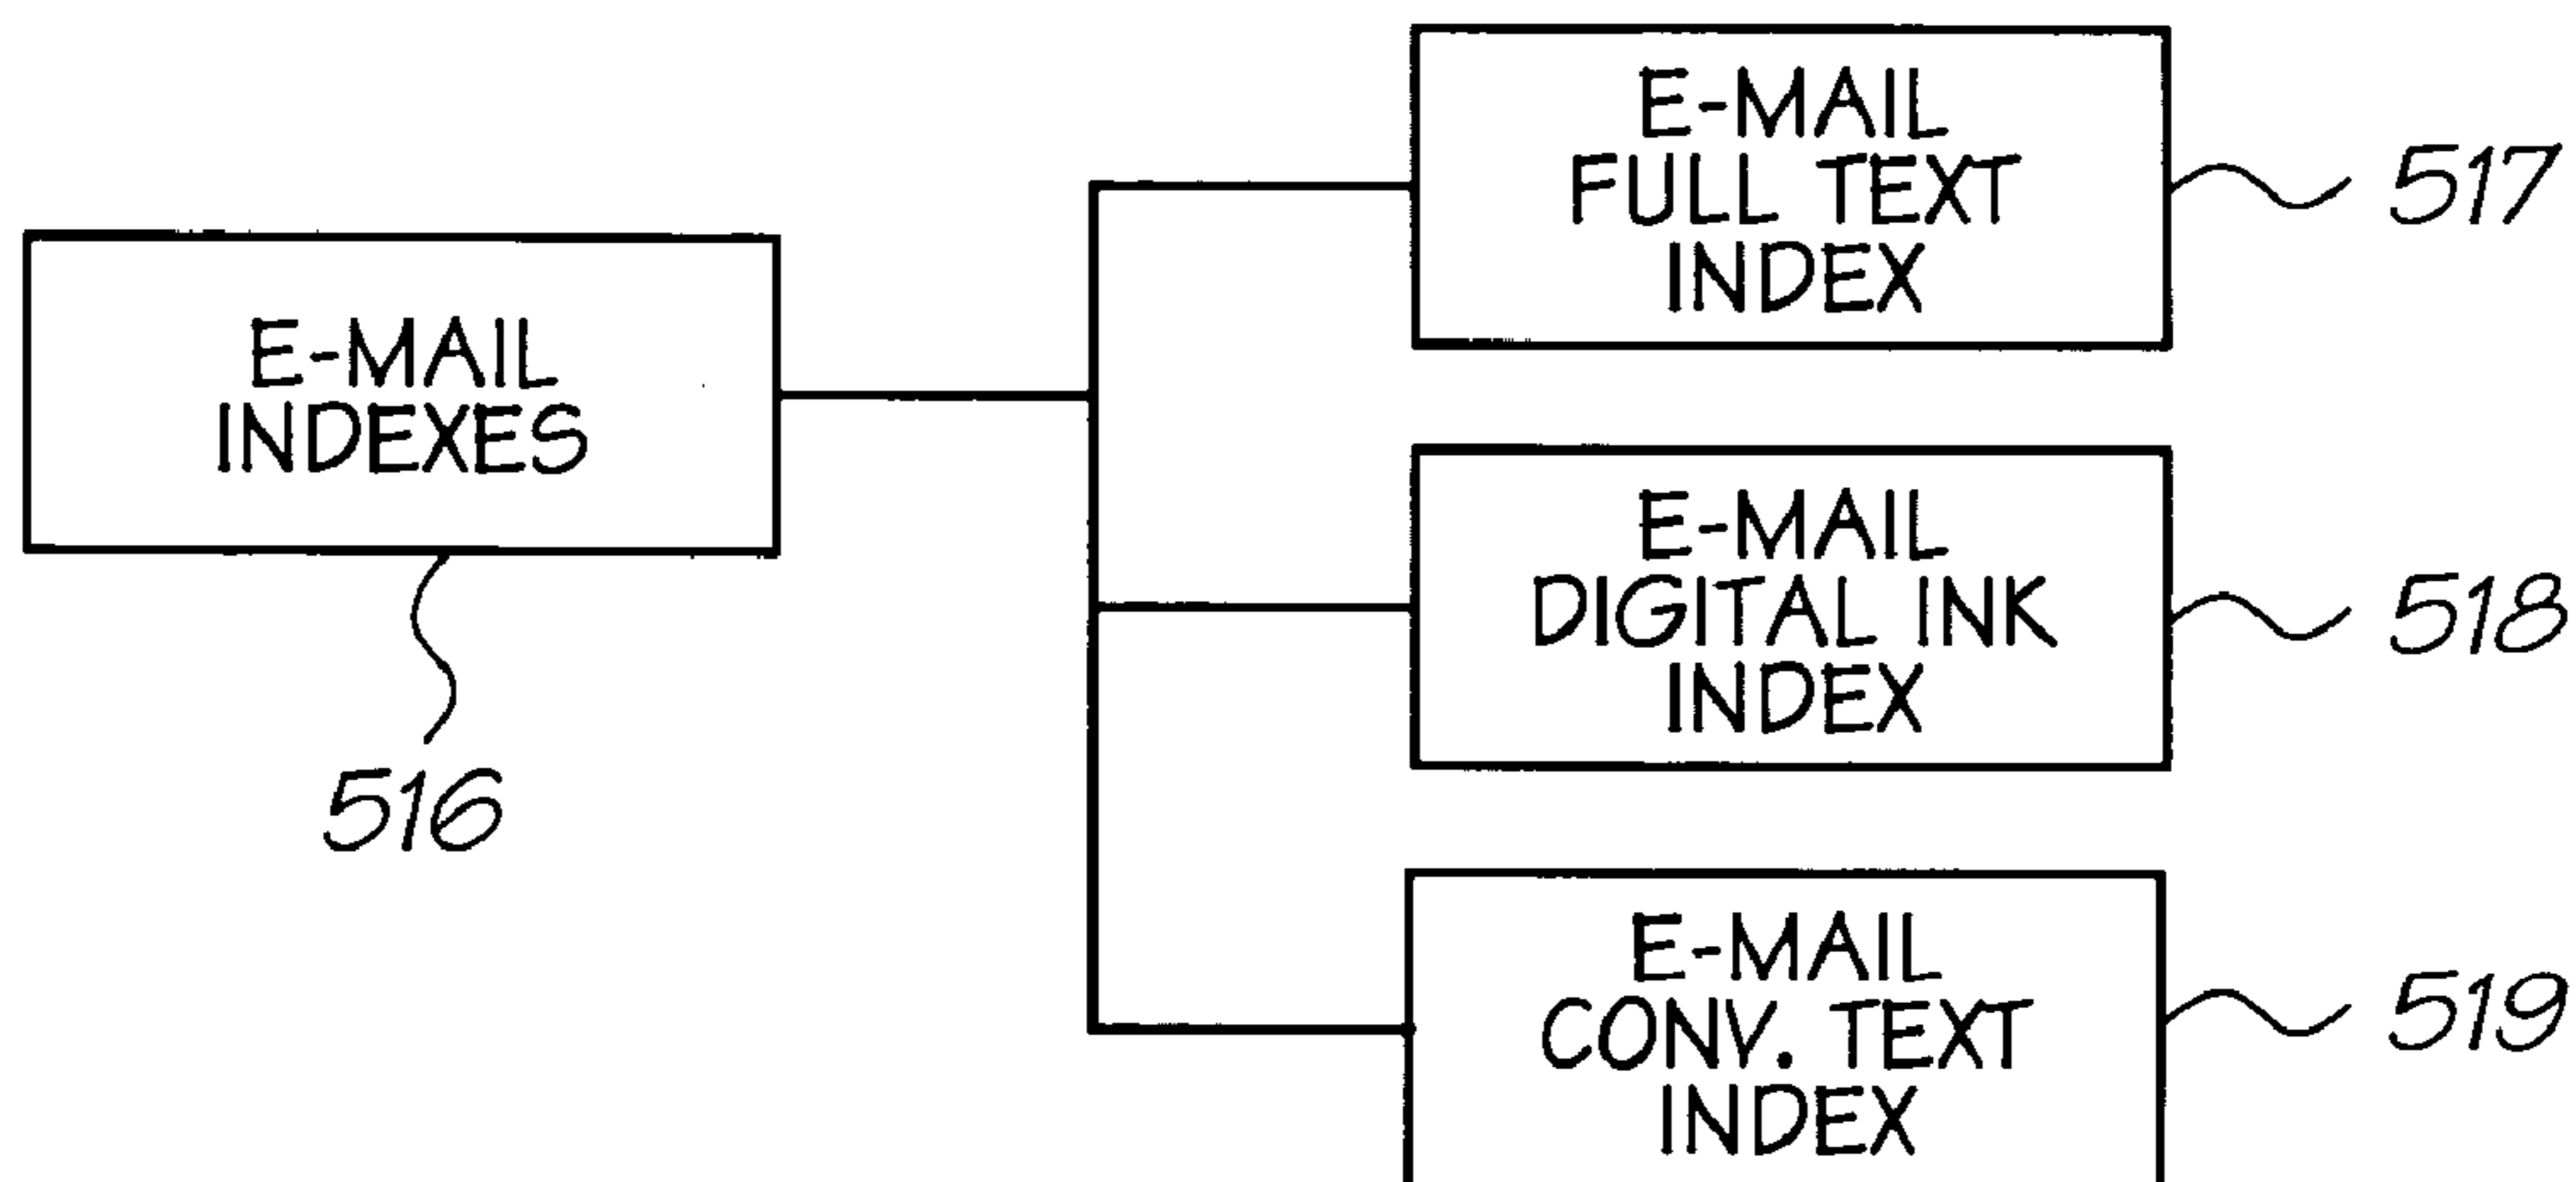 E-MAIL
INDEXES
516
E-MAIL
FULL TEXT
INDEX
517
E-MAIL
DIGITAL INK
INDEX
518
E-MAIL
CONV. TEXT
INDEX
519